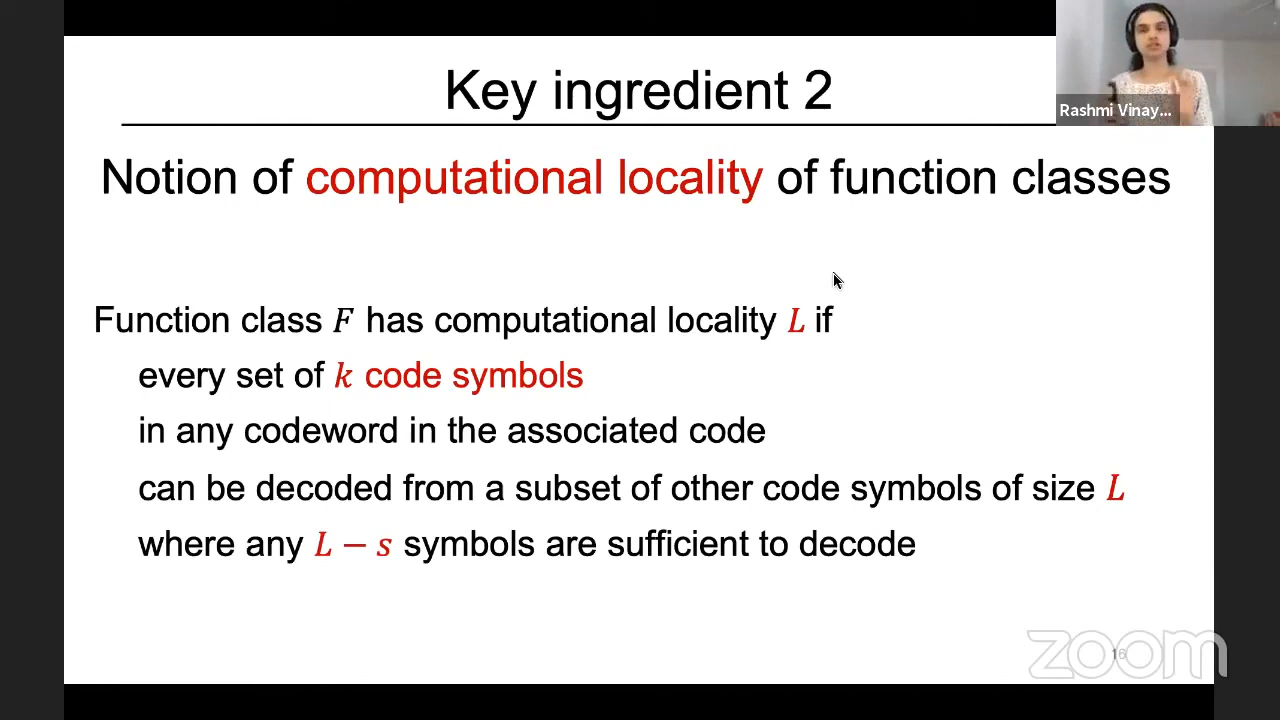 Key ingredient 2
Rashmi Vinay...
Notion of computational locality of function classes
Function class F has computational locality L if
every set of k code symbols
in any codeword in the associated code
can be decoded from a subset of other code symbols of size L
where any L − s symbols are sufficient to decode
zoom
16